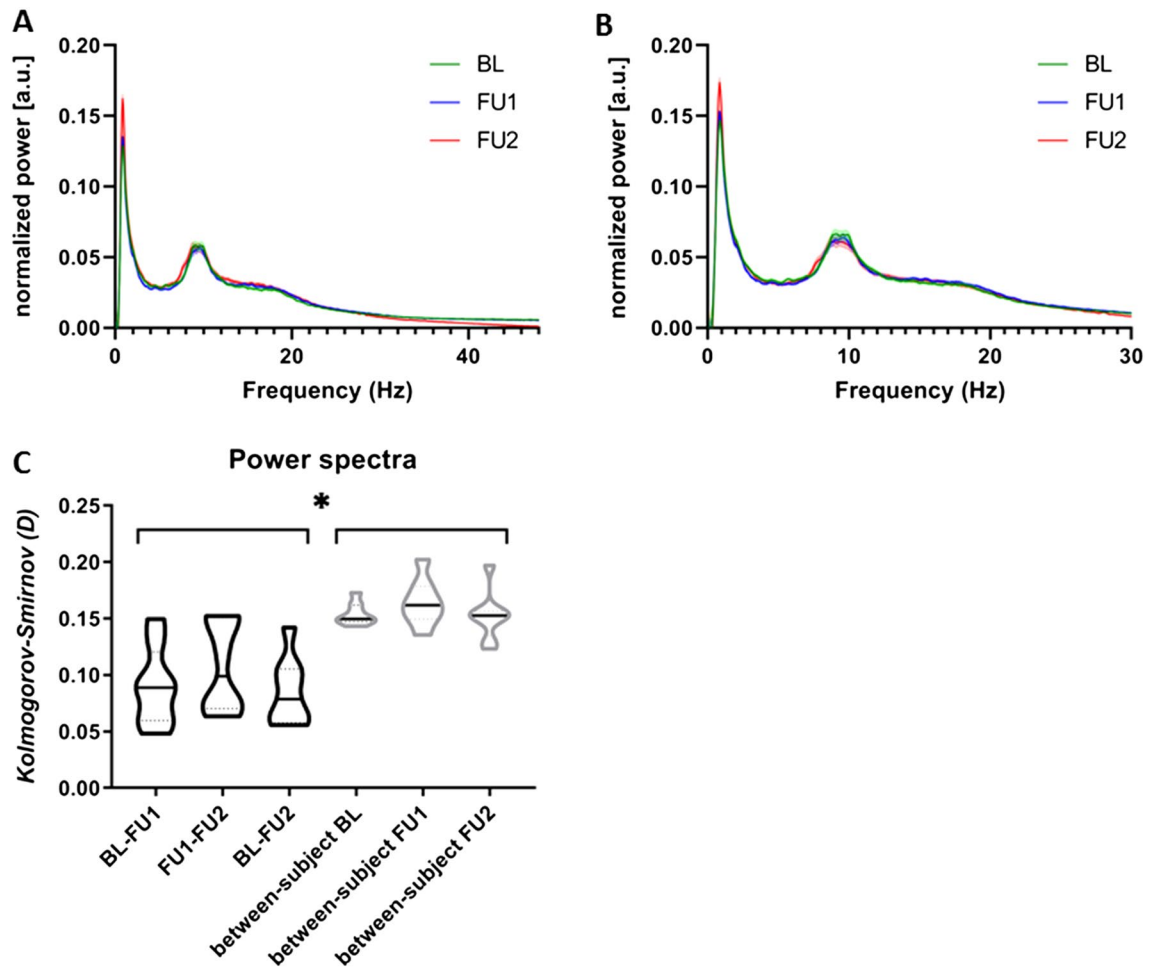 A
normalized power [a.u.]
0.20
0.15
0.10
0.05
0.00
0
20
40
Frequency (Hz)
BL
FU1
FU2
B
normalized power [a.u.]
0.20
0.15
0.10
0.05
0.00
0
10
20
30
Frequency (Hz)
BL
FU1
FU2
C
Power spectra
Kolmogorov-Smirnov (D)
0.25
0.20
0.15
0.10
0.05
0.00
*
BL-FU1
FU1-FU2
BL-FU2
between-subject BL
between-subject FU1
between-subject FU2